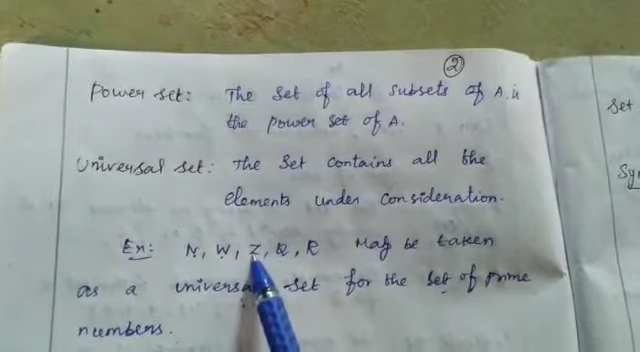 2
Power set: The set of all subsets of A is
the power set of A.
Universal set: The set contains all the
elements under consideration.
Ex: N, W, Z, Q, R May be taken
as a universal set for the set of prime
numbers.
Set